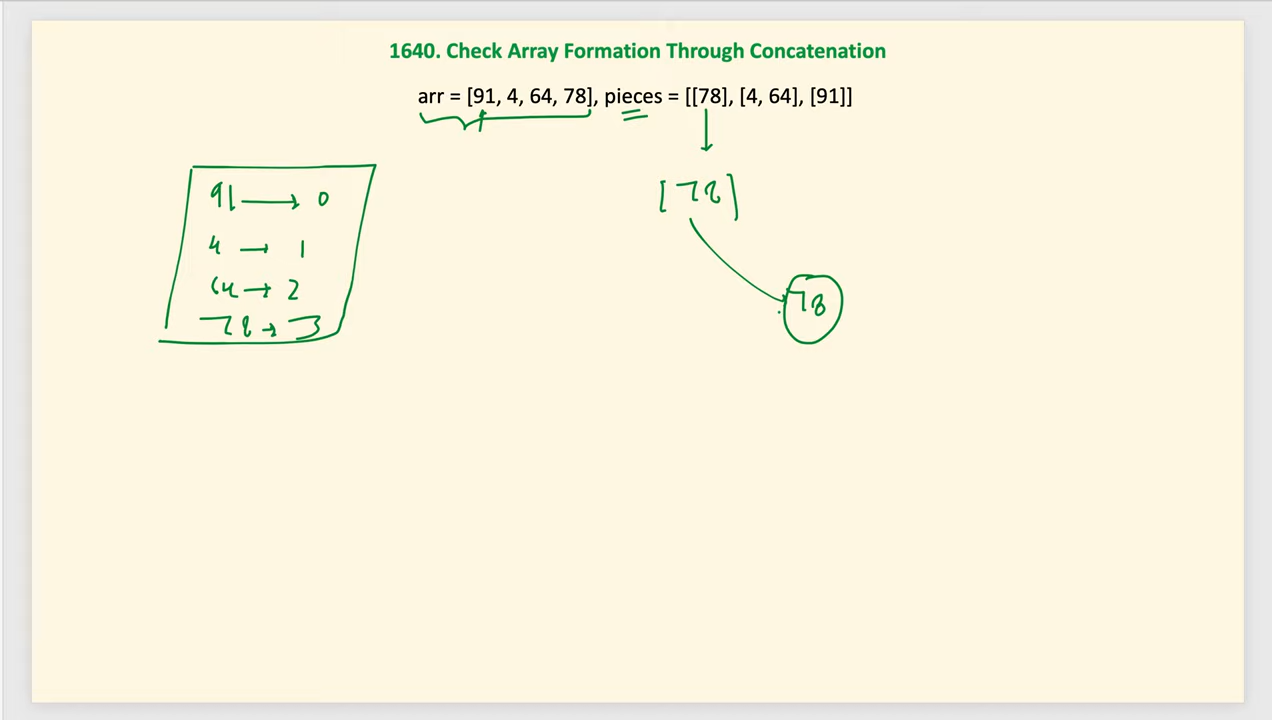 1640. Check Array Formation Through Concatenation
arr = [91, 4, 64, 78], pieces = [[78], [4, 64], [91]]
91 → 0
4 → 1
64 → 2
78 → 3
[78]
78